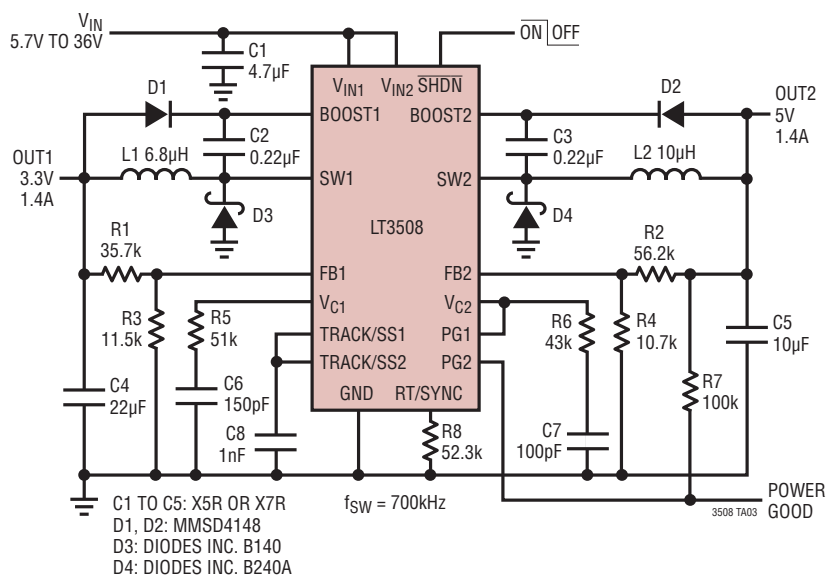 VIN
5.7V TO 36V
C1
4.7µF
ON OFF
VIN1
VIN2
SHDN
D1
D2
BOOST1
BOOST2
OUT2
5V
1.4A
C2
0.22µF
C3
0.22µF
OUT1
3.3V
1.4A
L1 6.8µH
L2 10µH
SW1
SW2
D3
D4
LT3508
R1
35.7k
R2
56.2k
FB1
FB2
VC1
VC2
R3
11.5k
R5
51k
TRACK/SS1
TRACK/SS2
PG1
PG2
R6
43k
R4
10.7k
C5
10µF
C4
22µF
C6
150pF
GND
RT/SYNC
R7
100k
C8
1nF
R8
52.3k
C7
100pF
C1 TO C5: X5R OR X7R
D1, D2: MMSD4148
D3: DIODES INC. B140
D4: DIODES INC. B240A
fSW = 700kHz
3508 TA03
POWER
GOOD